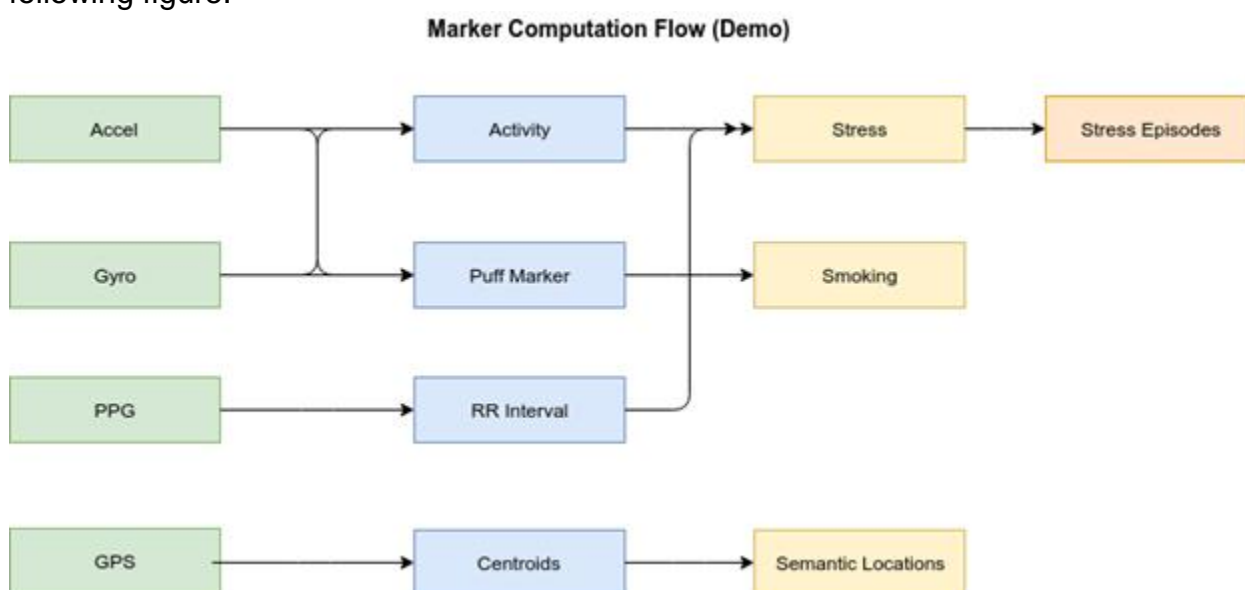 following figure.
Marker Computation Flow (Demo)
Accel
Activity
Stress
Stress Episodes
Gyro
Puff Marker
Smoking
PPG
RR Interval
GPS
Centroids
Semantic Locations